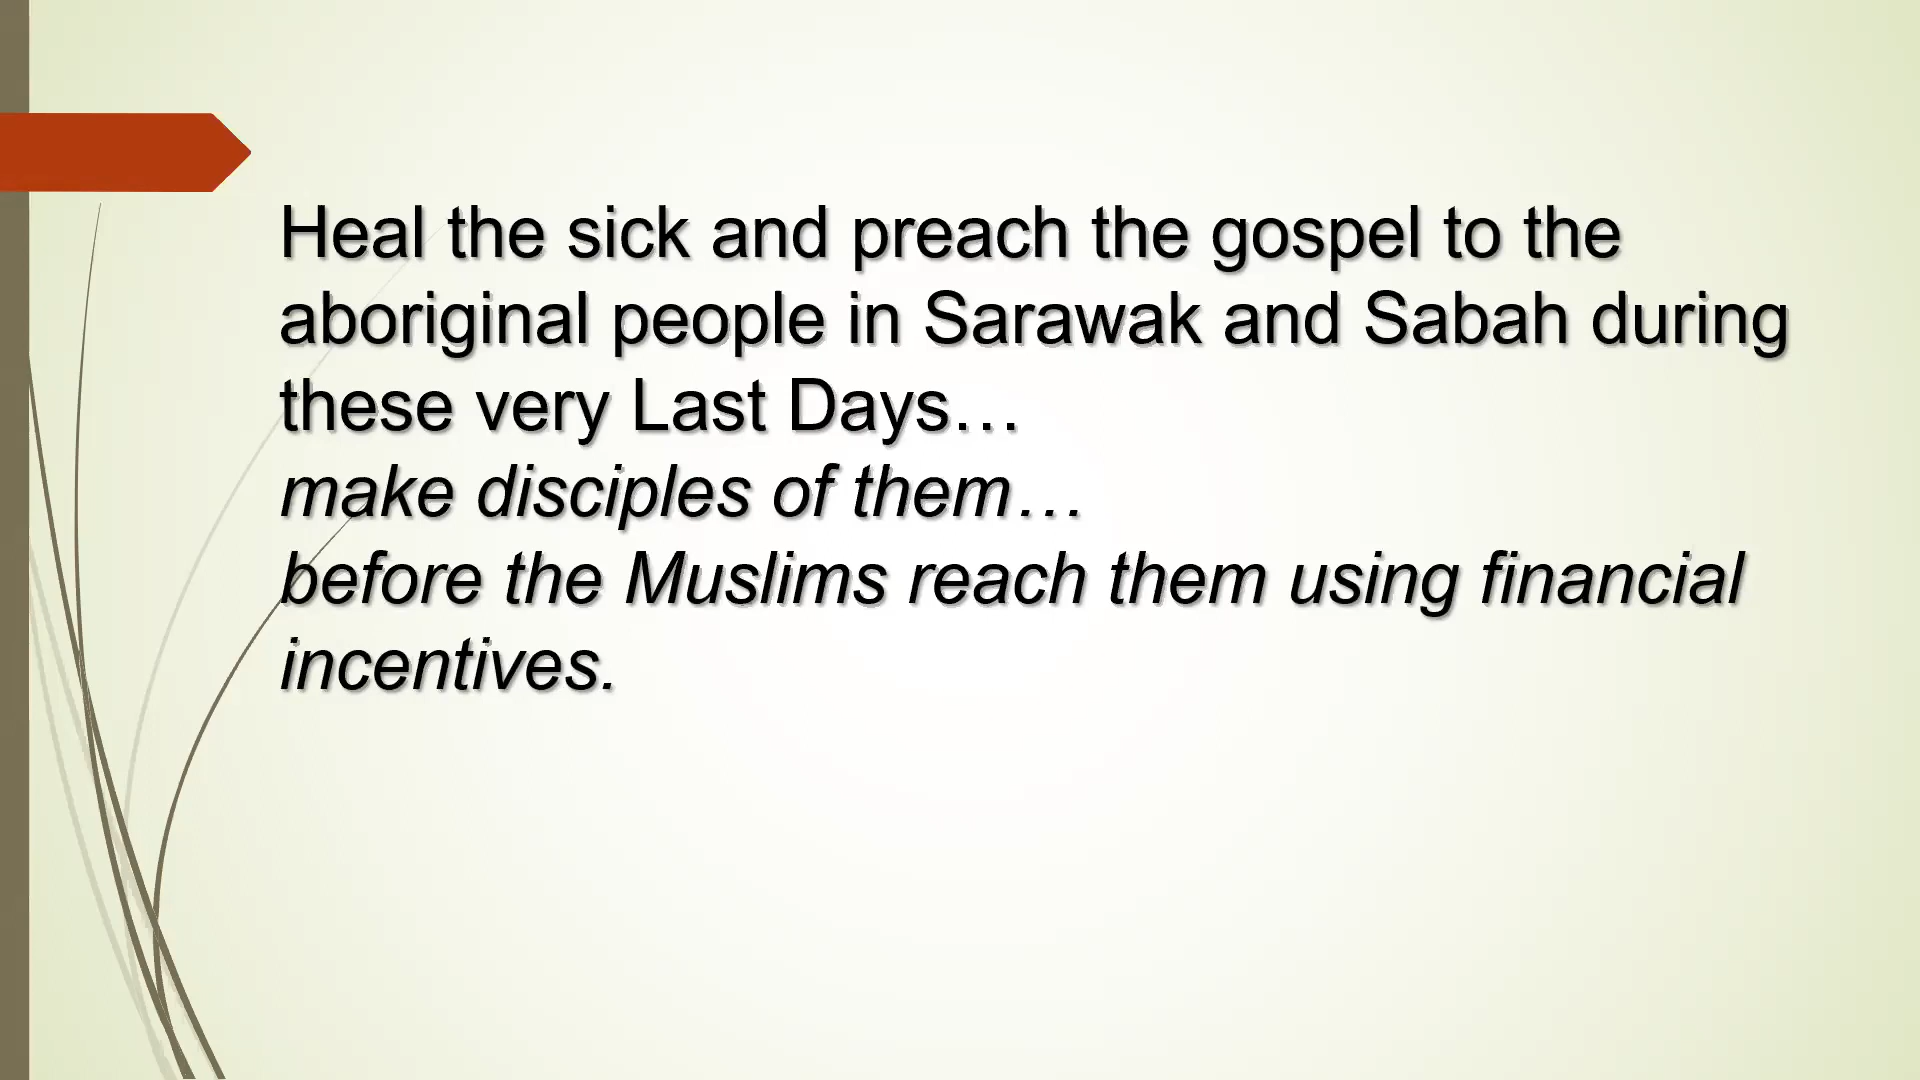 Heal the sick and preach the gospel to the
aboriginal people in Sarawak and Sabah during
these very Last Days…
make disciples of them…
before the Muslims reach them using financial
incentives.